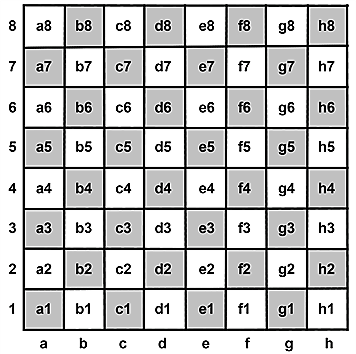 8 a8 b8 c8 d8 e8 f8 g8 h8
7 a7 b7 c7 d7 e7 f7 g7 h7
6 a6 b6 c6 d6 e6 f6 g6 h6
5 a5 b5 c5 d5 e5 f5 g5 h5
4 a4 b4 c4 d4 e4 f4 g4 h4
3 a3 b3 c3 d3 e3 f3 g3 h3
2 a2 b2 c2 d2 e2 f2 g2 h2
1 a1 b1 c1 d1 e1 f1 g1 h1
a b c d e f g h